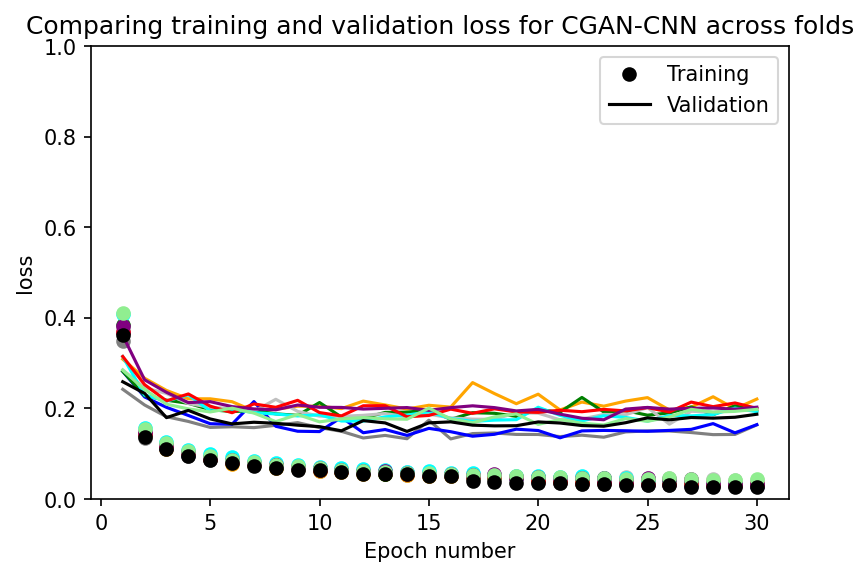 Comparing training and validation loss for CGAN-CNN across folds
1.0
0.8
0.6
0.4
0.2
0.0
loss
Training
Validation
0 5 10 15 20 25 30
Epoch number